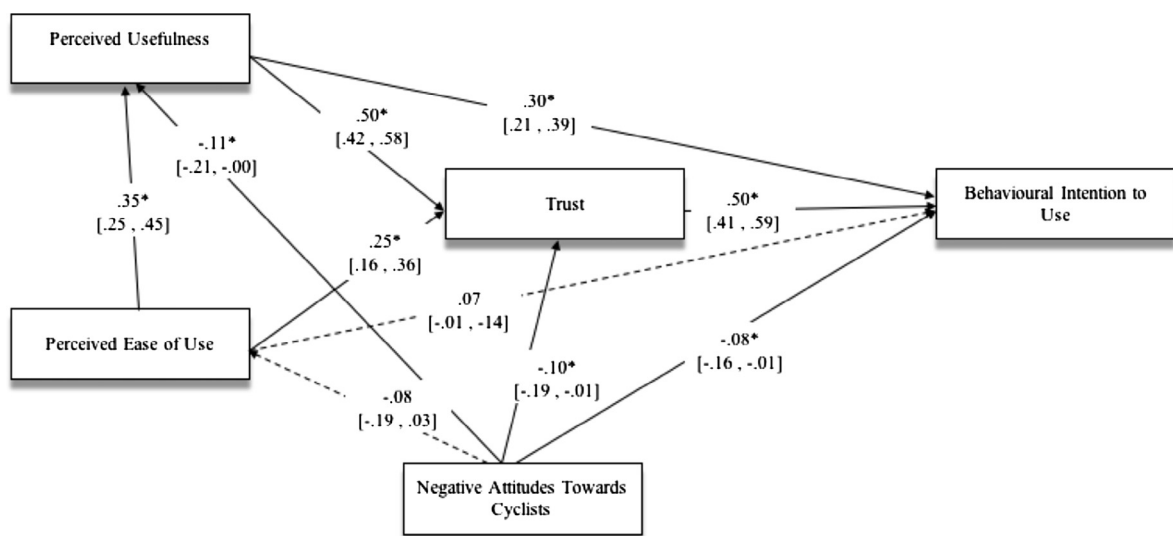 Perceived Usefulness
.30*
[.21 , .39]
.50*
[.42 , .58]
-.11*
[-.21, -.00]
Trust
.50*
[.41 , .59]
Behavioural Intention to
Use
.35*
[.25 , .45]
.25*
[.16 , .36]
.07
[-.01 , -14]
Perceived Ease of Use
-.08*
[-.16 , -.01]
-.10*
[-.19 , -.01]
-.08
[-.19 , .03]
Negative Attitudes Towards
Cyclists